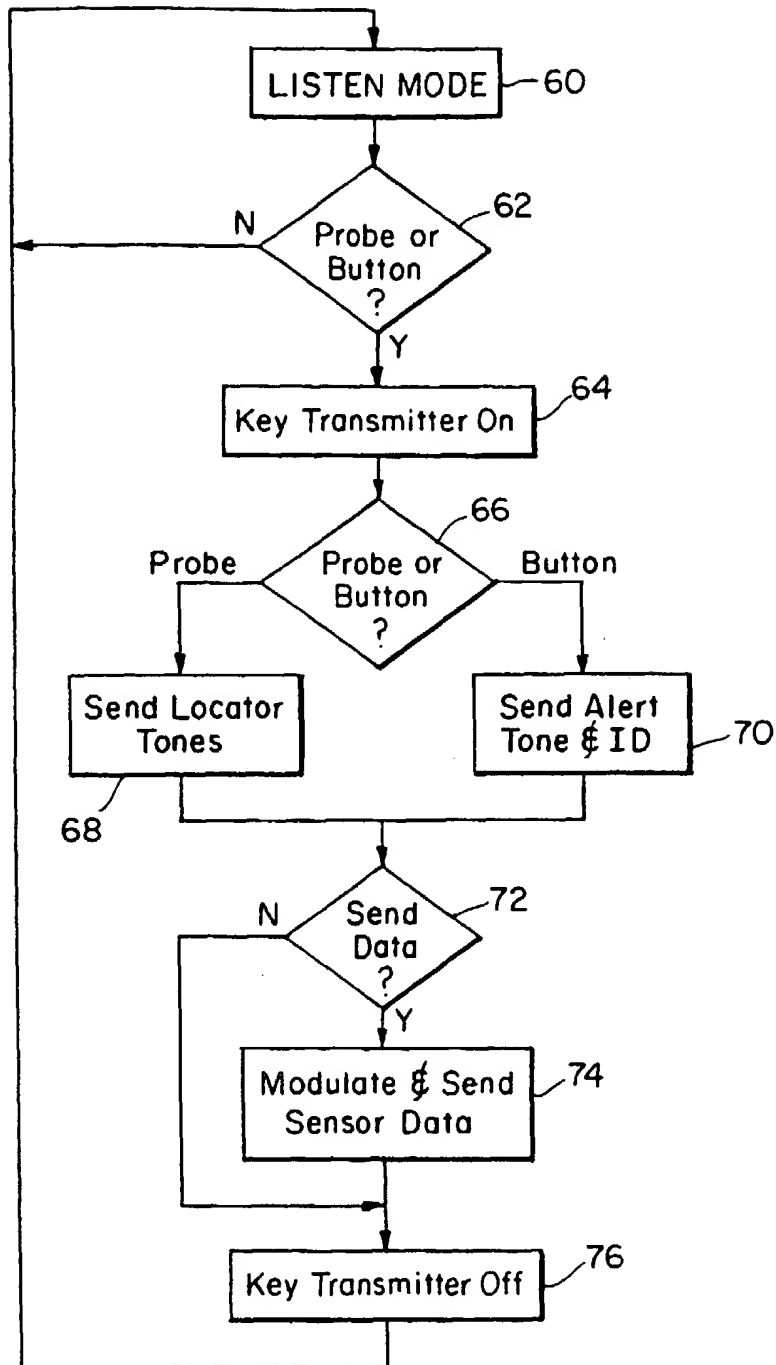 LISTEN MODE
60
62
N
Probe or
Button
?
Y
64
Key Transmitter On
66
Probe
Button
Probe or
Button
?
Send Locator
Tones
Send Alert
Tone & ID
70
68
72
N
Send
Data
?
Y
74
Modulate & Send
Sensor Data
76
Key Transmitter Off